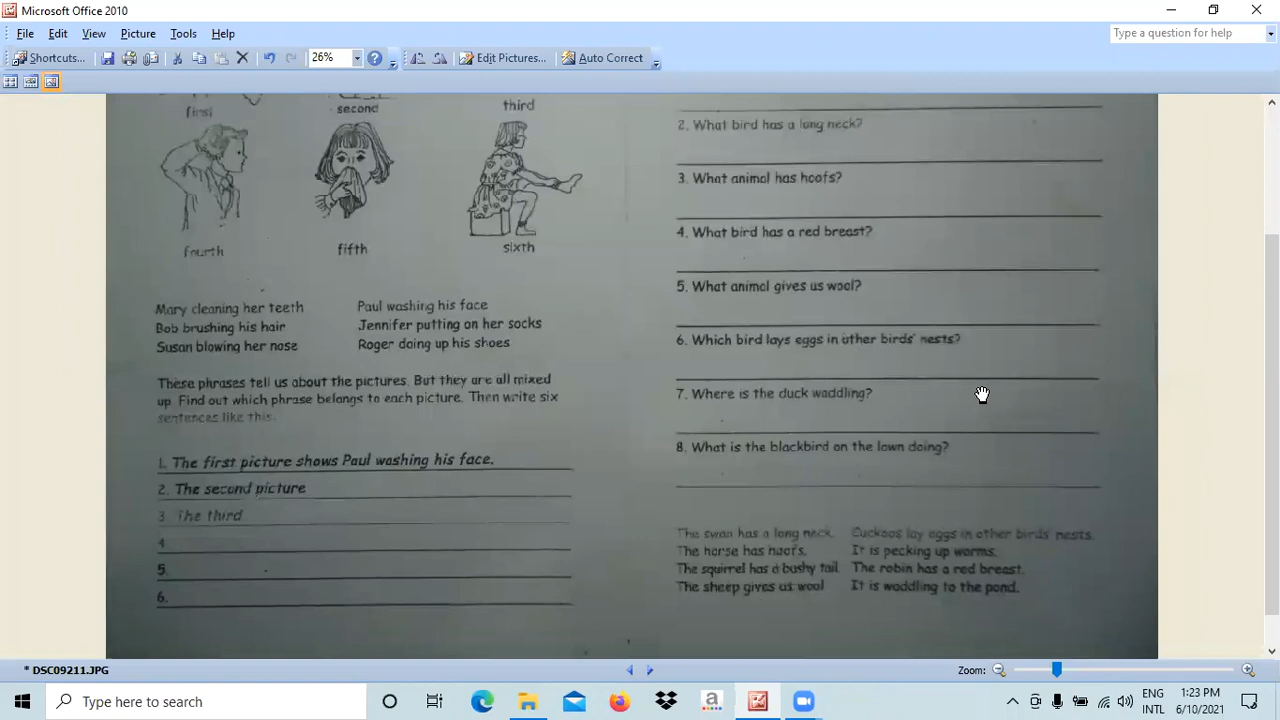 Microsoft Office 2010
File Edit View Picture Tools Help
Type a question for help
Shortcuts...
26%
Edit Pictures...
Auto Correct
first
second
third
fourth
fifth
sixth
Mary cleaning her teeth
Bob brushing his hair
Susan blowing her nose
Paul washing his face
Jennifer putting on her socks
Roger doing up his shoes
These phrases tell us about the pictures. But they are all mixed
up. Find out which phrase belongs to each picture. Then write six
sentences like this.
1. The first picture shows Paul washing his face.
2. The second picture
3 The third
4
5.
6.
2. What bird has a long neck?
3. What animal has hoofs?
4. What bird has a red breast?
5. What animal gives us wool?
6. Which bird lays eggs in other birds' nests?
7. Where is the duck waddling?
8. What is the blackbird on the lawn doing?
The swan has a long neck.
The horse has hoofs.
The squirrel has a bushy tail.
The sheep gives us wool
Cuckoos lay eggs in other birds' nests.
It is pecking up worms.
The robin has a red breast.
It is waddling to the pond.
* DSC09211.JPG
Zoom:
Type here to search
a
ENG
INTL
1:23 PM
6/10/2021